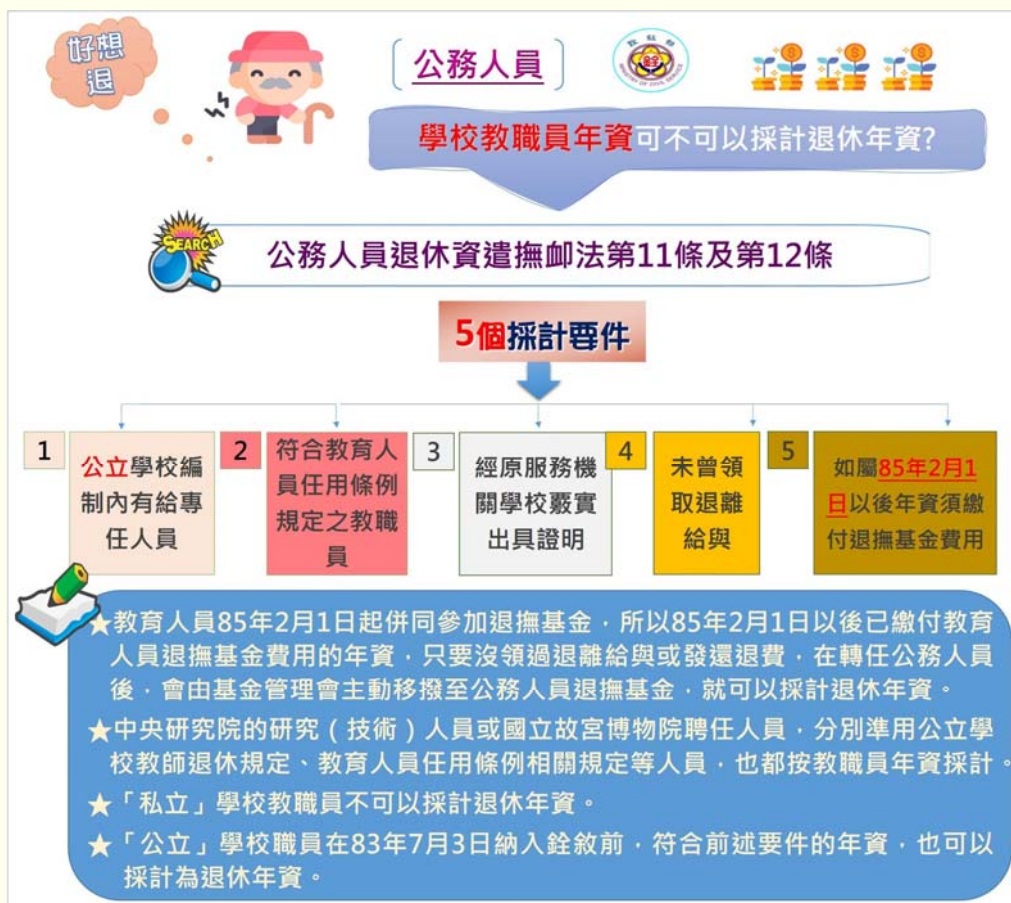 好想
退
公務人員
銓敘部
銓
MINISTRY OF CIVIL SERVICE
學校教職員年資可不可以採計退休年資?
SEARCH
公務人員退休資遣撫卹法第11條及第12條
5個採計要件
1
公立學校編
制內有給專
任人員
2
符合教育人
員任用條例
規定之教職
員
3
經原服務機
關學校覈實
出具證明
4
未曾領
取退離
給與
5
如屬85年2月1
日以後年資須繳
付退撫基金費用
★教育人員85年2月1日起併同參加退撫基金，所以85年2月1日以後已繳付教育
人員退撫基金費用的年資，只要沒領過退離給與或發還退費，在轉任公務人員
後，會由基金管理會主動移撥至公務人員退撫基金，就可以採計退休年資。
★中央研究院的研究（技術）人員或國立故宮博物院聘任人員，分別準用公立學
校教師退休規定、教育人員任用條例相關規定等人員，也都按教職員年資採計。
★「私立」學校教職員不可以採計退休年資。
★「公立」學校職員在83年7月3日納入銓敘前，符合前述要件的年資，也可以
採計為退休年資。